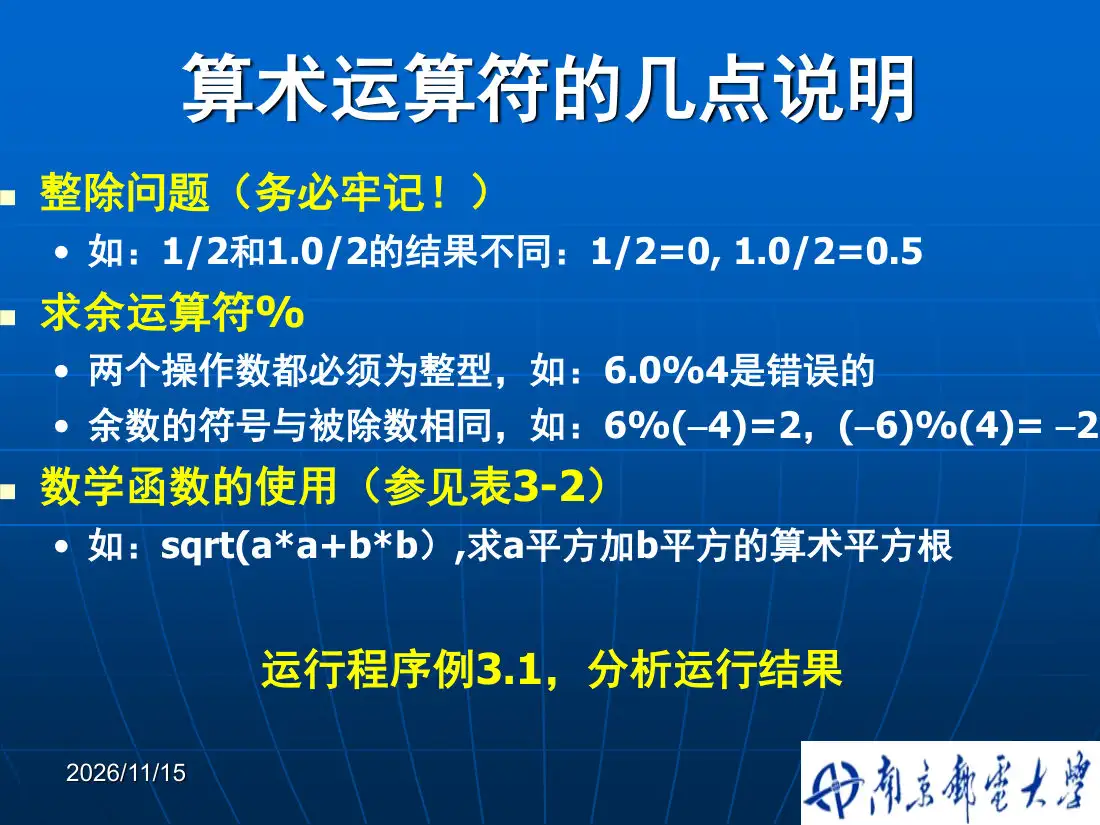 算术运算符的几点说明
整除问题（务必牢记！）
如：1/2和1.0/2的结果不同：1/2=0, 1.0/2=0.5
求余运算符%
两个操作数都必须为整型，如：6.0%4是错误的
余数的符号与被除数相同，如：6%(–4)=2，(–6)%(4)= –2
数学函数的使用（参见表3-2）
如：sqrt(a*a+b*b）,求a平方加b平方的算术平方根
运行程序例3.1，分析运行结果
2026/11/15
南京郵電大學